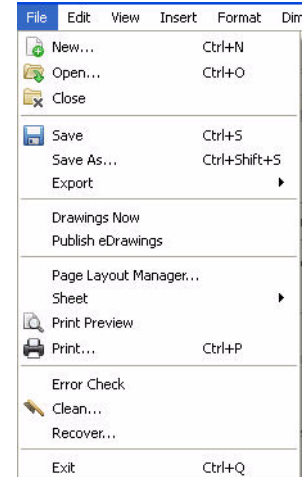 File Edit View Insert Format Dim
New... Ctrl+N
Open... Ctrl+O
Close
Save Ctrl+S
Save As... Ctrl+Shift+S
Export
Drawings Now
Publish eDrawings
Page Layout Manager...
Sheet
Print Preview
Print... Ctrl+P
Error Check
Clean...
Recover...
Exit Ctrl+Q